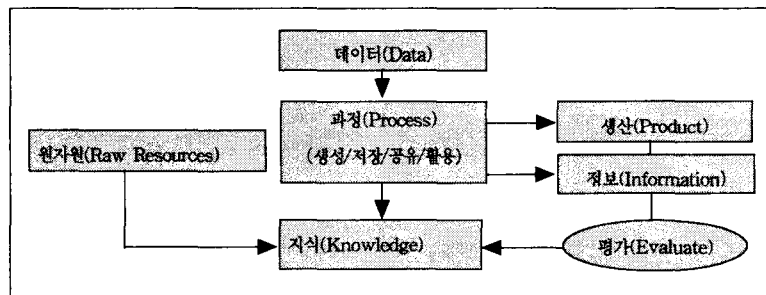 데이터(Data)
과정(Process)
(생성/저장/공유/활용)
생산(Product)
원자원(Raw Resources)
정보(Information)
지식(Knowledge)
평가(Evaluate)